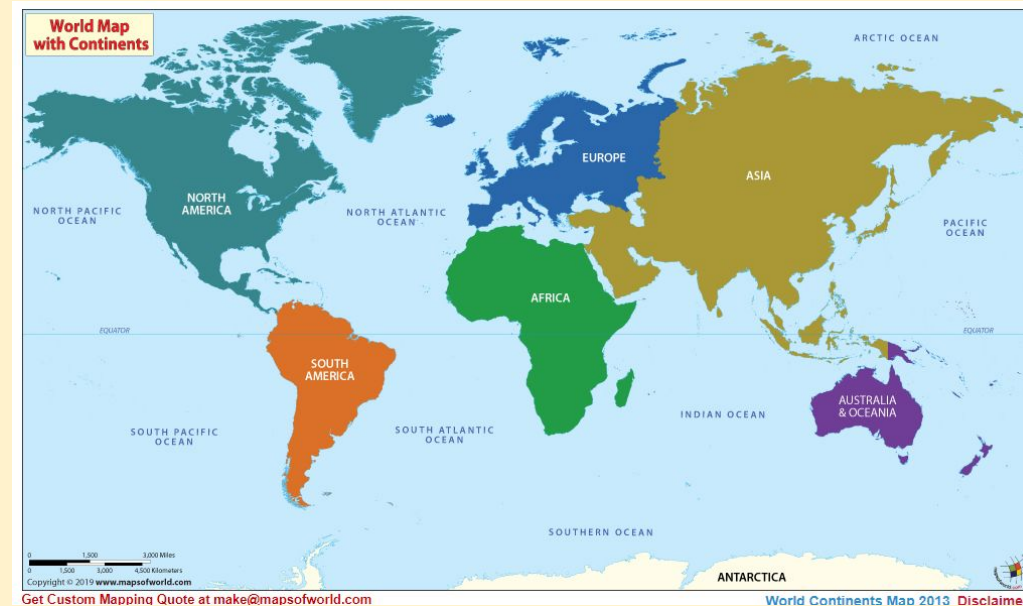 World Map
with Continents
ARCTIC OCEAN
EUROPE
ASIA
NORTH
AMERICA
NORTH PACIFIC
OCEAN
NORTH ATLANTIC
OCEAN
PACIFIC
OCEAN
AFRICA
EQUATOR
EQUATOR
SOUTH
AMERICA
AUSTRALIA
& OCEANIA
INDIAN OCEAN
SOUTH PACIFIC
OCEAN
SOUTH ATLANTIC
OCEAN
SOUTHERN OCEAN
0 1,500 3,000 Miles
0 1,500 3,000 4,500 Kilometers
Copyright © 2019 www.mapsofworld.com
ANTARCTICA
Get Custom Mapping Quote at make@mapsofworld.com
World Continents Map 2013 Disclaime